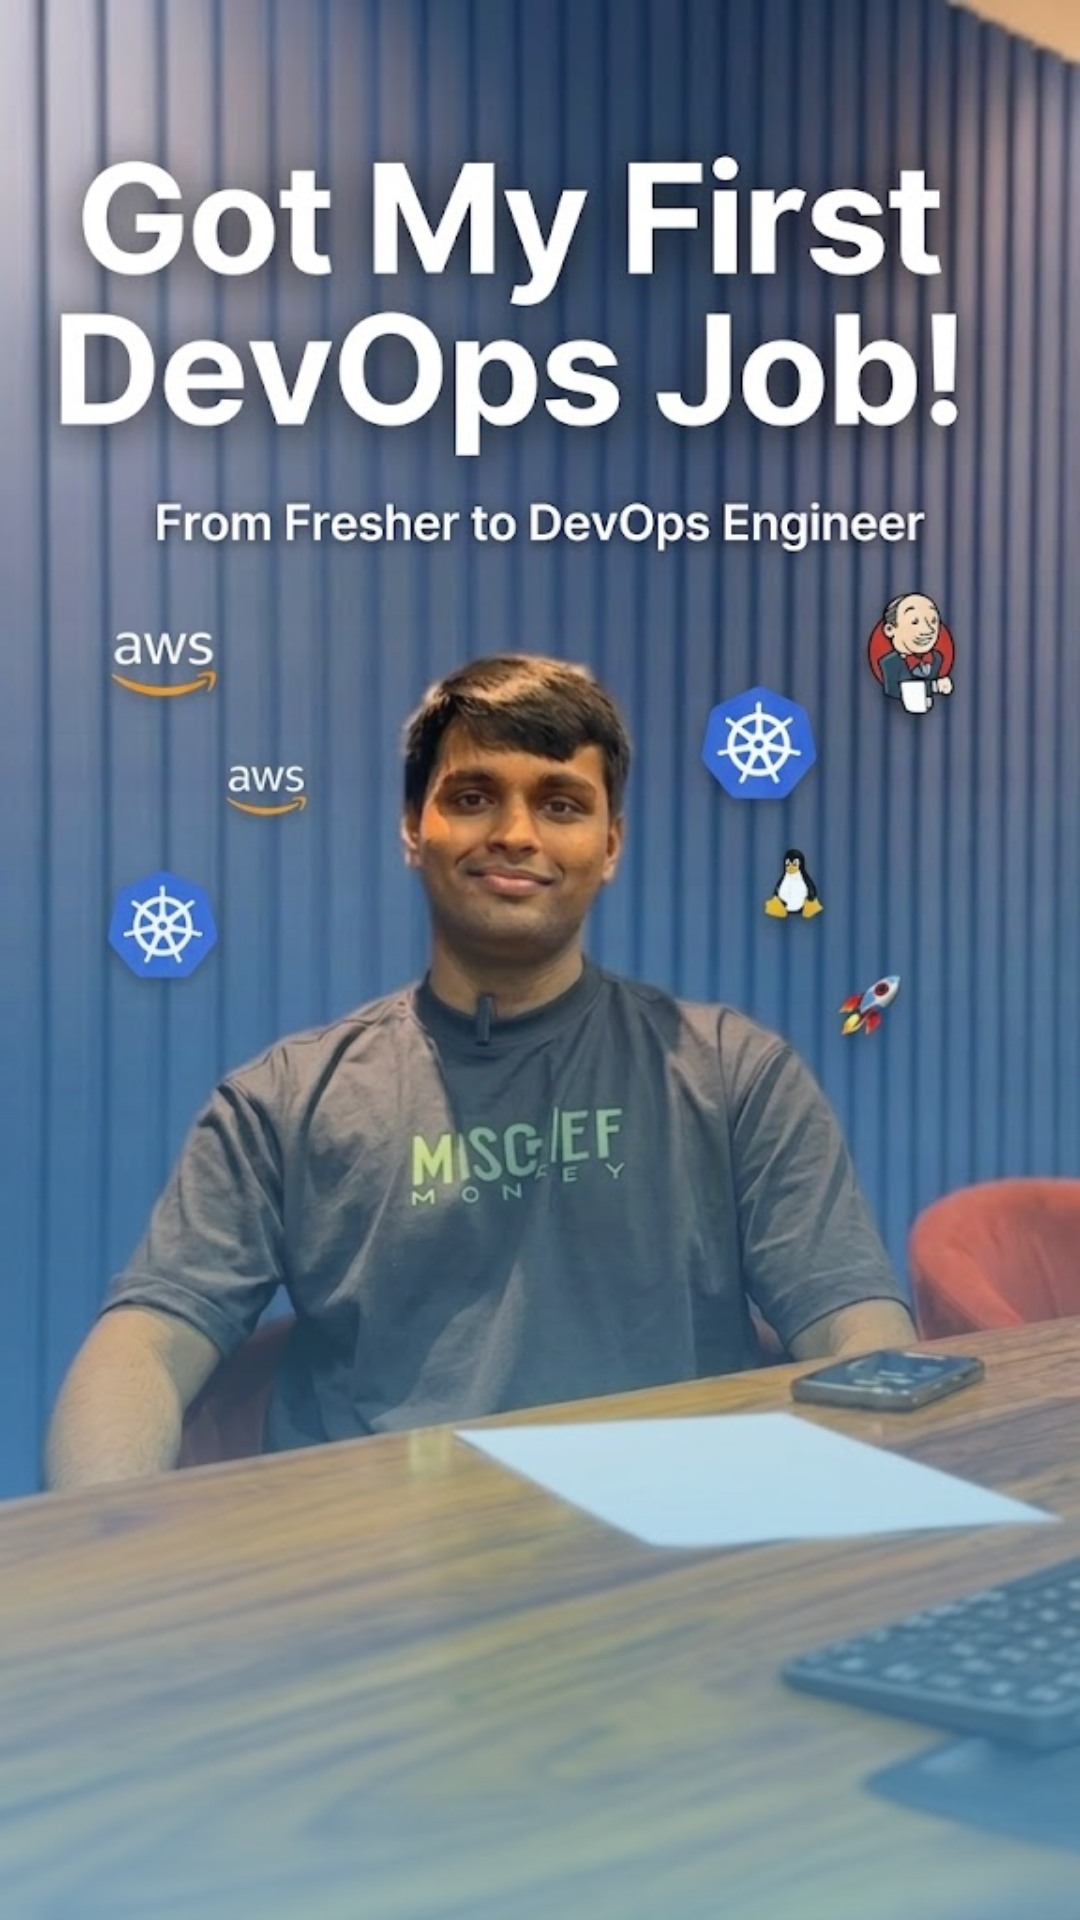 Got My First
DevOps Job!
From Fresher to DevOps Engineer
aws
aws
MISCHIEF
MONKEY